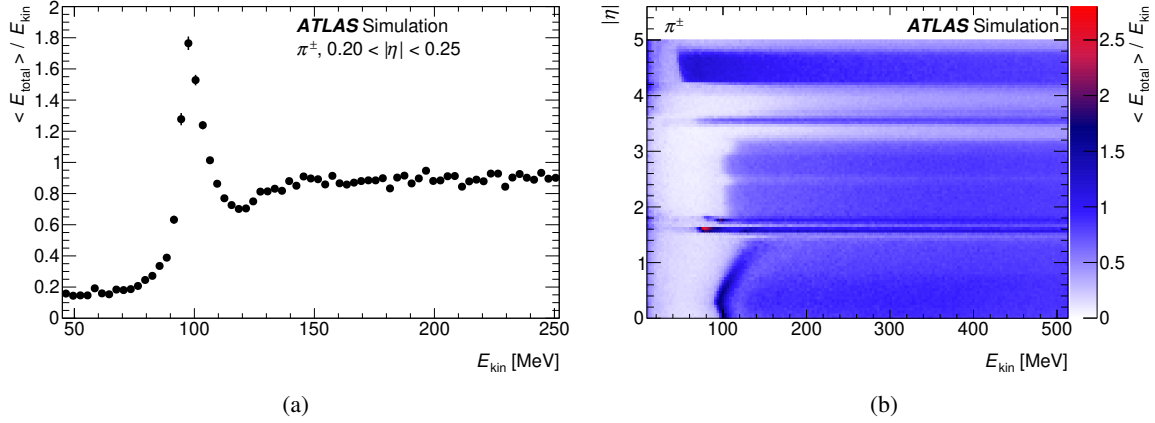 < E_total > / E_kin
2
1.8
1.6
1.4
1.2
1
0.8
0.6
0.4
0.2
0
50 100 150 200 250
E_kin [MeV]
ATLAS Simulation
π±, 0.20 < |η| < 0.25
(a)
|η|
π± ATLAS Simulation
5
4
3
2
1
0
100 200 300 400 500
E_kin [MeV]
2.5
2
1.5
1
0.5
0
< E_total > / E_kin
(b)